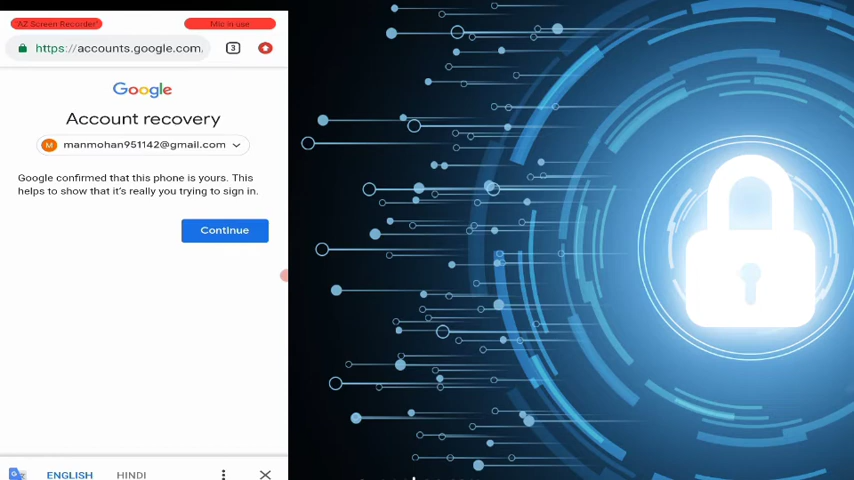 AZ Screen Recorder
Mic in use
https://accounts.google.com.
3
Google
Account recovery
M manmohan951142@gmail.com
Google confirmed that this phone is yours. This
helps to show that it's really you trying to sign in.
Continue
ENGLISH HINDI